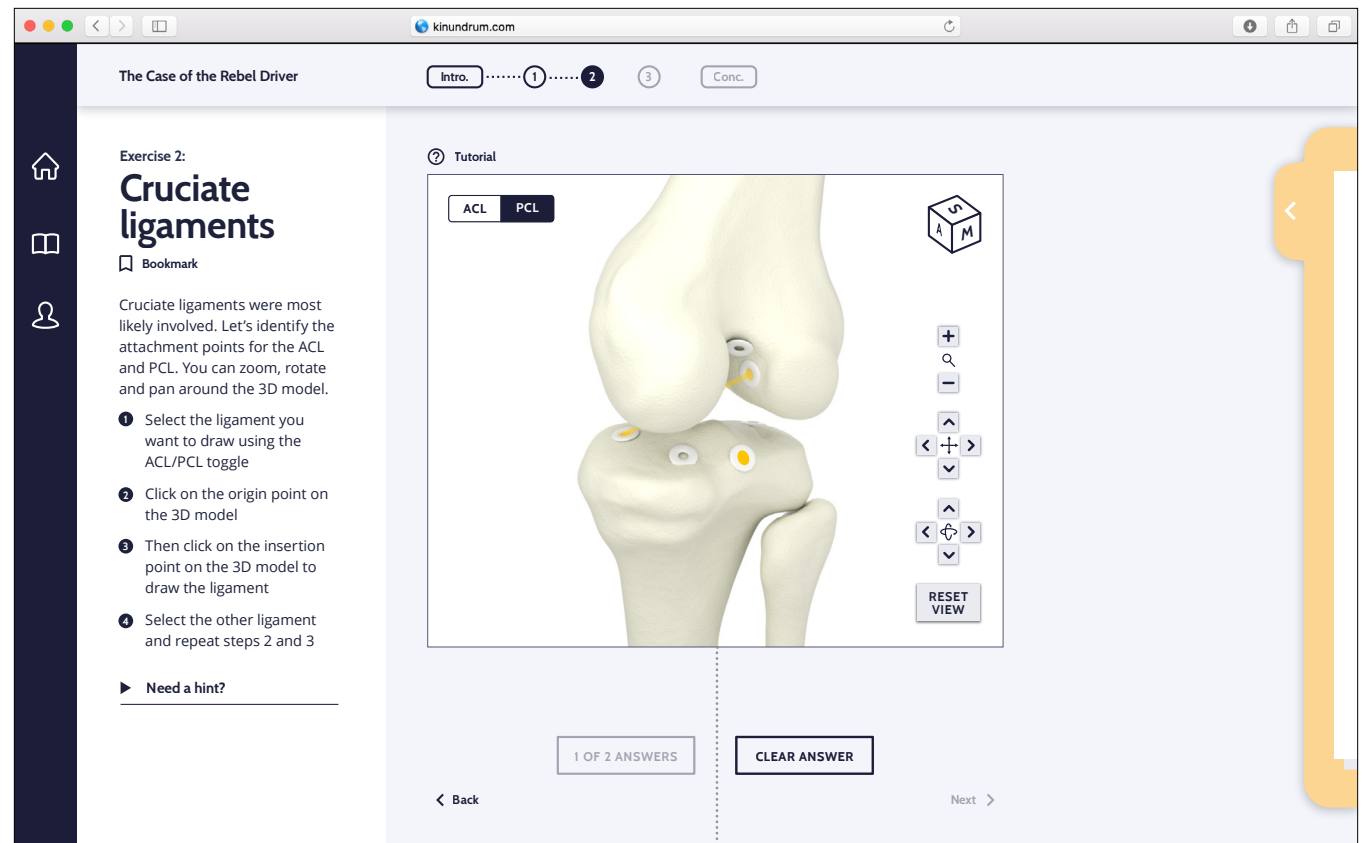 kinundrum.com
The Case of the Rebel Driver
Intro.
1
2
3
Conc.
Exercise 2:
Cruciate
ligaments
Bookmark
Cruciate ligaments were most
likely involved. Let’s identify the
attachment points for the ACL
and PCL. You can zoom, rotate
and pan around the 3D model.
1 Select the ligament you
want to draw using the
ACL/PCL toggle
2 Click on the origin point on
the 3D model
3 Then click on the insertion
point on the 3D model to
draw the ligament
4 Select the other ligament
and repeat steps 2 and 3
Need a hint?
? Tutorial
ACL PCL
S
A M
RESET
VIEW
1 OF 2 ANSWERS
CLEAR ANSWER
Back
Next